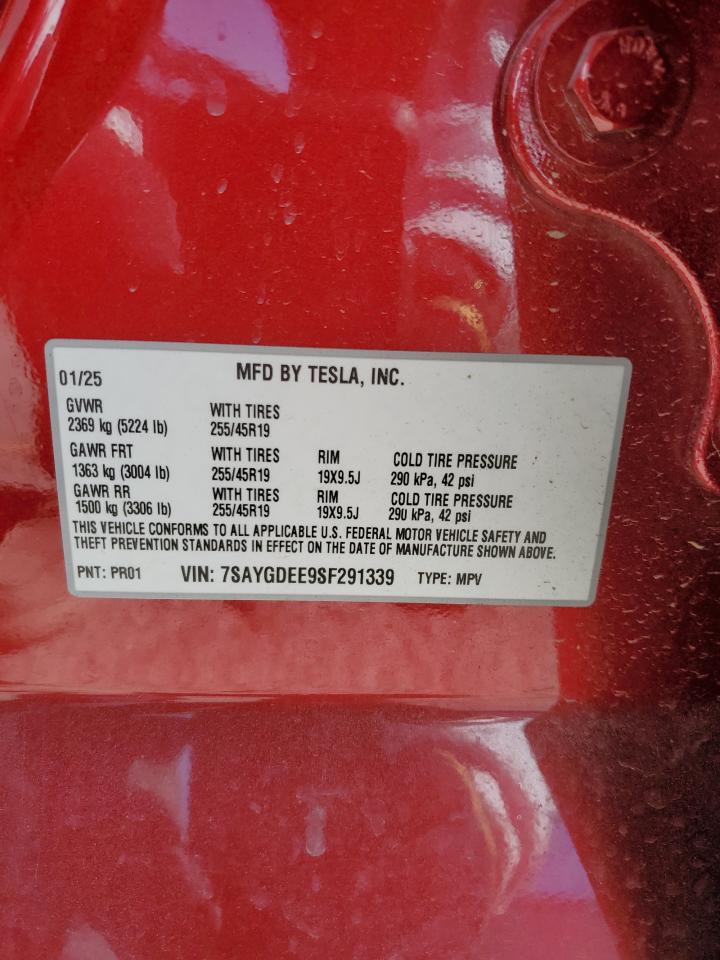 01/25 MFD BY TESLA, INC.
GVWR WITH TIRES
2369 kg (5224 lb) 255/45R19
GAWR FRT WITH TIRES RIM COLD TIRE PRESSURE
1363 kg (3004 lb) 255/45R19 19X9.5J 290 kPa, 42 psi
GAWR RR WITH TIRES RIM COLD TIRE PRESSURE
1500 kg (3306 lb) 255/45R19 19X9.5J 290 kPa, 42 psi
THIS VEHICLE CONFORMS TO ALL APPLICABLE U.S. FEDERAL MOTOR VEHICLE SAFETY AND
THEFT PREVENTION STANDARDS IN EFFECT ON THE DATE OF MANUFACTURE SHOWN ABOVE.
PNT: PR01 VIN: 7SAYGDEE9SF291339 TYPE: MPV